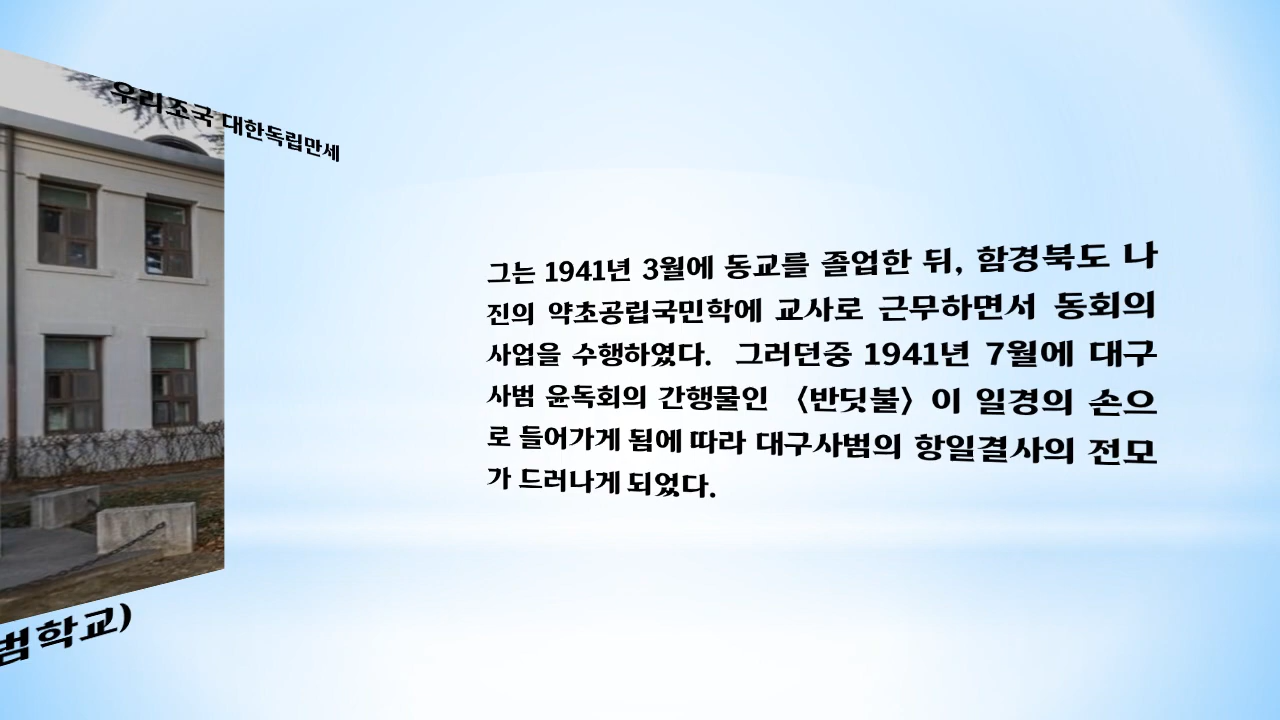 우리조국 대한독립만세
그는 1941년 3월에 동교를 졸업한 뒤, 함경북도 나
진의 약초공립국민학에 교사로 근무하면서 동회의
사업을 수행하였다. 그러던중 1941년 7월에 대구
사범 윤독회의 간행물인 〈반딧불〉이 일경의 손으
로 들어가게 됨에 따라 대구사범의 항일결사의 전모
가 드러나게 되었다.
범학교)